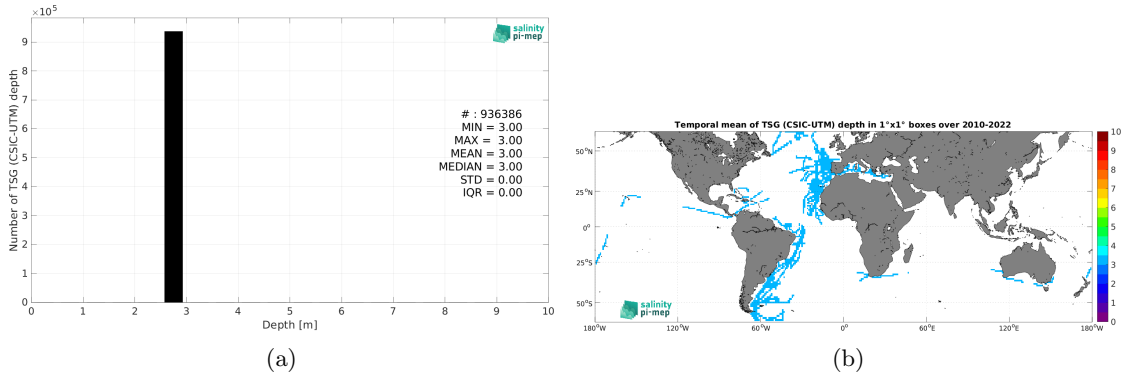 ×10⁵
9
8
7
6
5
4
3
2
1
0
Number of TSG (CSIC-UTM) depth
salinity
pi-mep
# : 936386
MIN = 3.00
MAX = 3.00
MEAN = 3.00
MEDIAN = 3.00
STD = 0.00
IQR = 0.00
0 1 2 3 4 5 6 7 8 9 10
Depth [m]
(a)
Temporal mean of TSG (CSIC-UTM) depth in 1°x1° boxes over 2010-2022
50°N
25°N
0°
25°S
50°S
salinity
pi-mep
180°W 120°W 60°W 0° 60°E 120°E 180°W
10
9
8
7
6
5
4
3
2
1
0
(b)